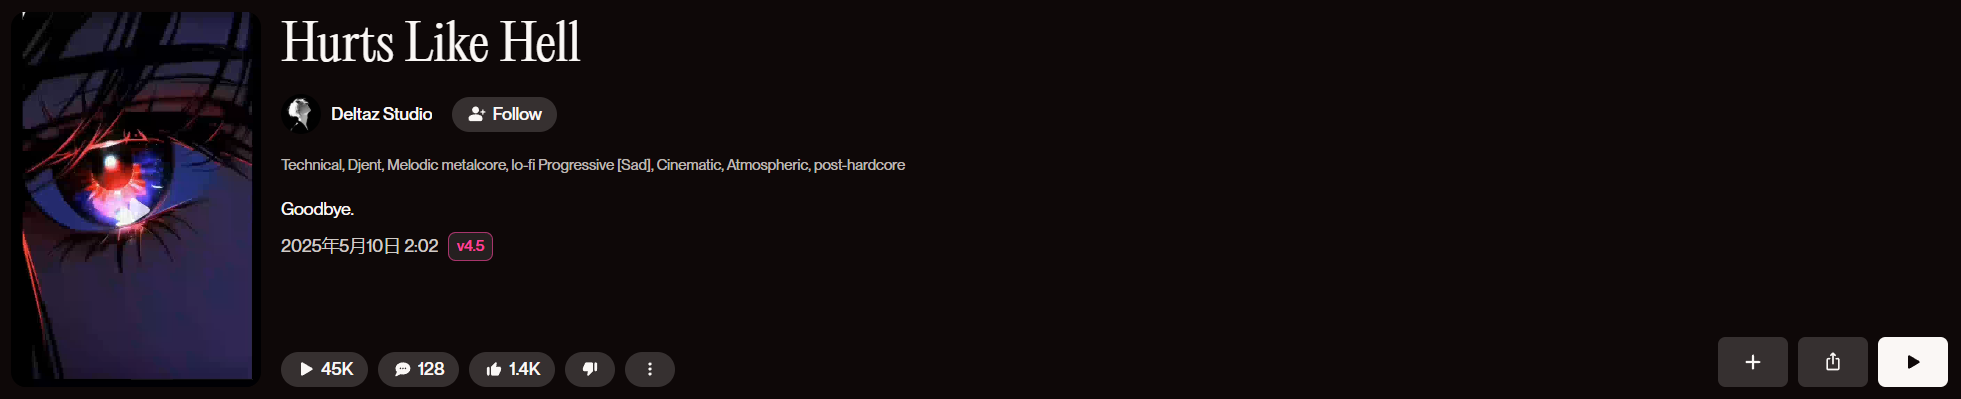 Hurts Like Hell
Deltaz Studio
Follow
Technical, Djent, Melodic metalcore, lo-fi Progressive [Sad], Cinematic, Atmospheric, post-hardcore
Goodbye.
2025年5月10日 2:02 v4.5
45K 128 1.4K